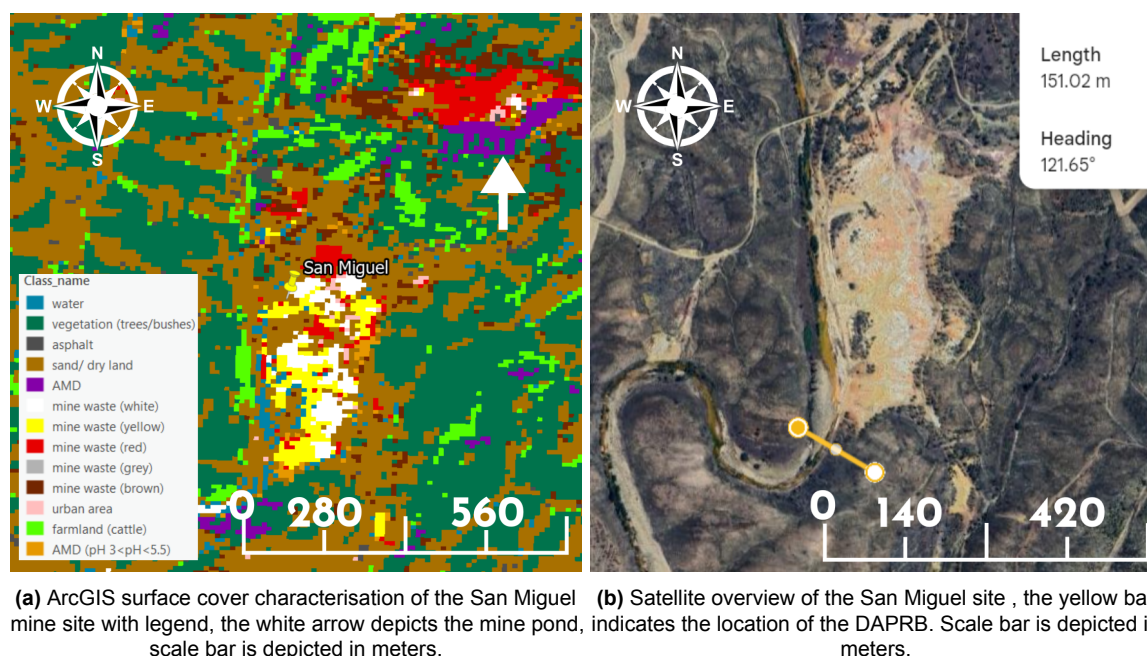 N
W E
S
San Miguel
Class_name
water
vegetation (trees/bushes)
asphalt
sand/ dry land
AMD
mine waste (white)
mine waste (yellow)
mine waste (red)
mine waste (grey)
mine waste (brown)
urban area
farmland (cattle)
AMD (pH 3<pH<5.5)
0 280 560
N
W E
S
Length
151.02 m
Heading
121.65°
0 140 420
(a) ArcGIS surface cover characterisation of the San Miguel
mine site with legend, the white arrow depicts the mine pond,
scale bar is depicted in meters.
(b) Satellite overview of the San Miguel site , the yellow ba
indicates the location of the DAPRB. Scale bar is depicted i
meters.